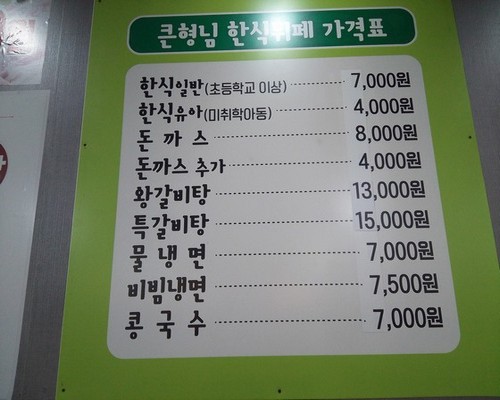 큰형님 한식뷔페 가격표
한식일반(초등학교 이상) 7,000원
한식유아(미취학아동) 4,000원
돈까스 8,000원
돈까스 추가 4,000원
왕갈비탕 13,000원
특갈비탕 15,000원
물냉면 7,000원
비빔냉면 7,500원
콩국수 7,000원